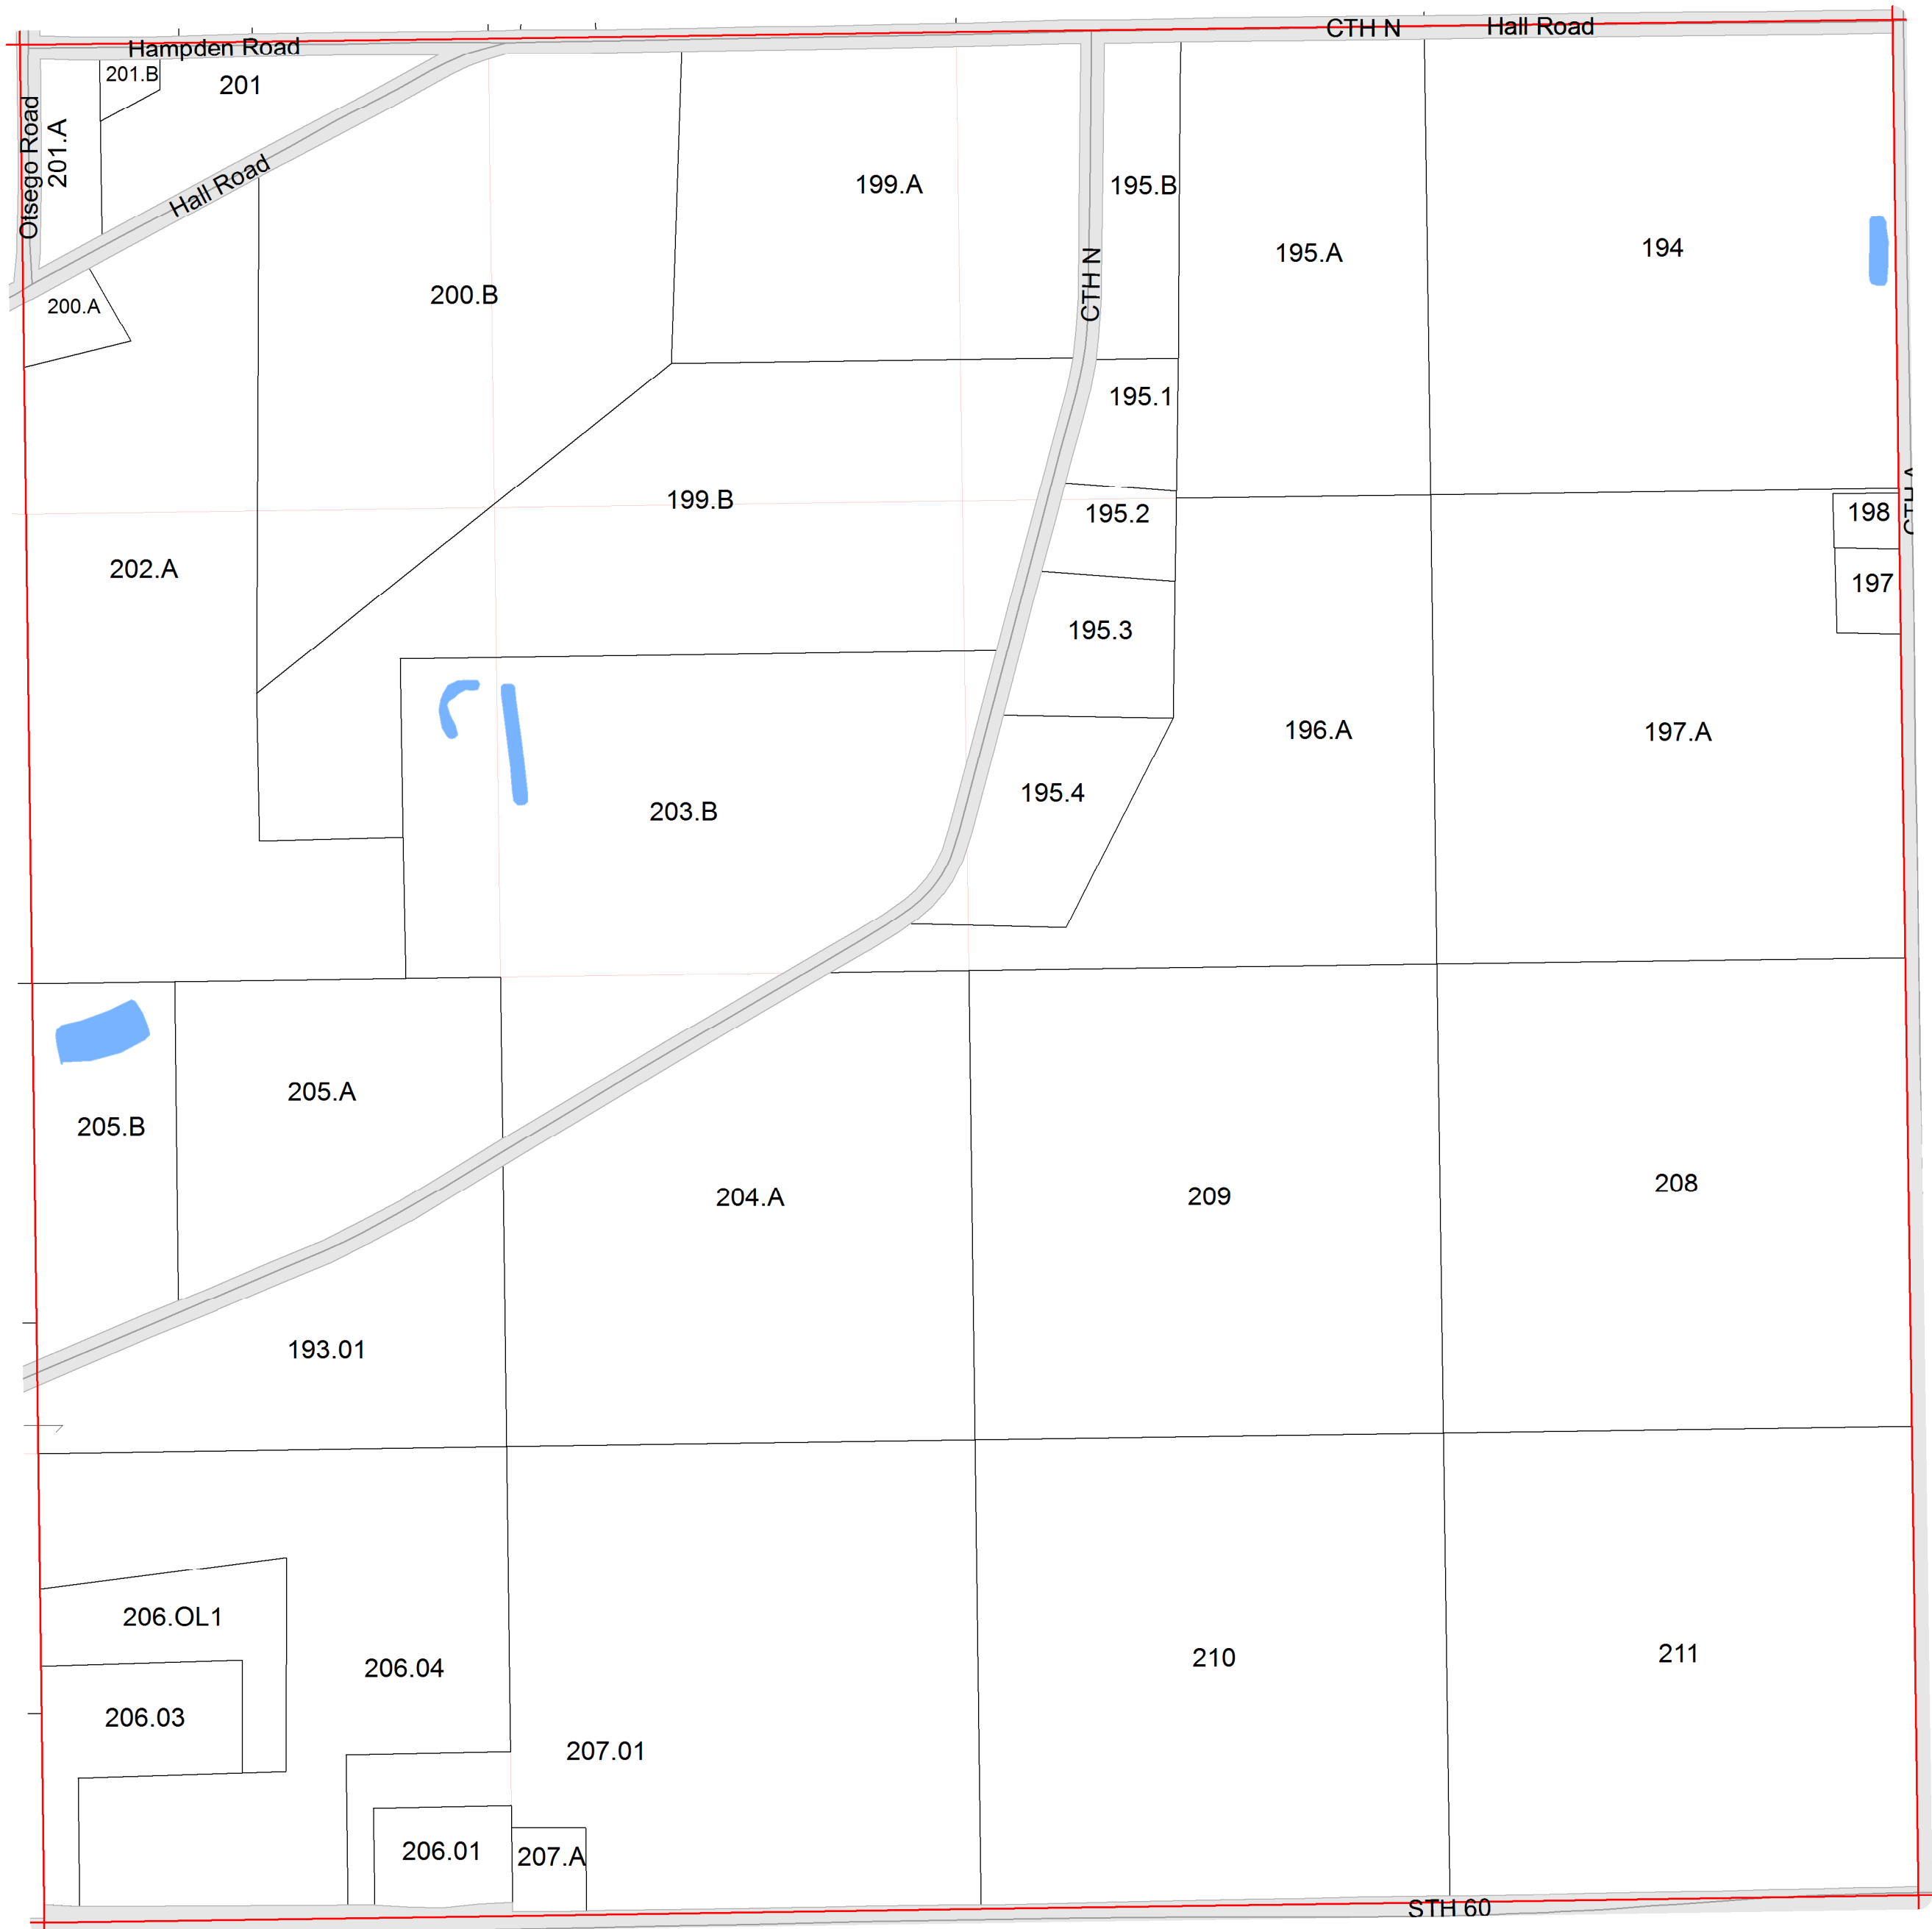 CTH N
Hall Road
Hampden Road
201.B
201
Otsego Road
201.A
Hall Road
199.A
195.B
195.A
194
CTH N
200.B
200.A
195.1
199.B
195.2
198
202.A
197
195.3
196.A
197.A
195.4
203.B
205.A
205.B
204.A
209
208
193.01
206.OL1
206.04
210
211
206.03
207.01
206.01
207.A
STH 60